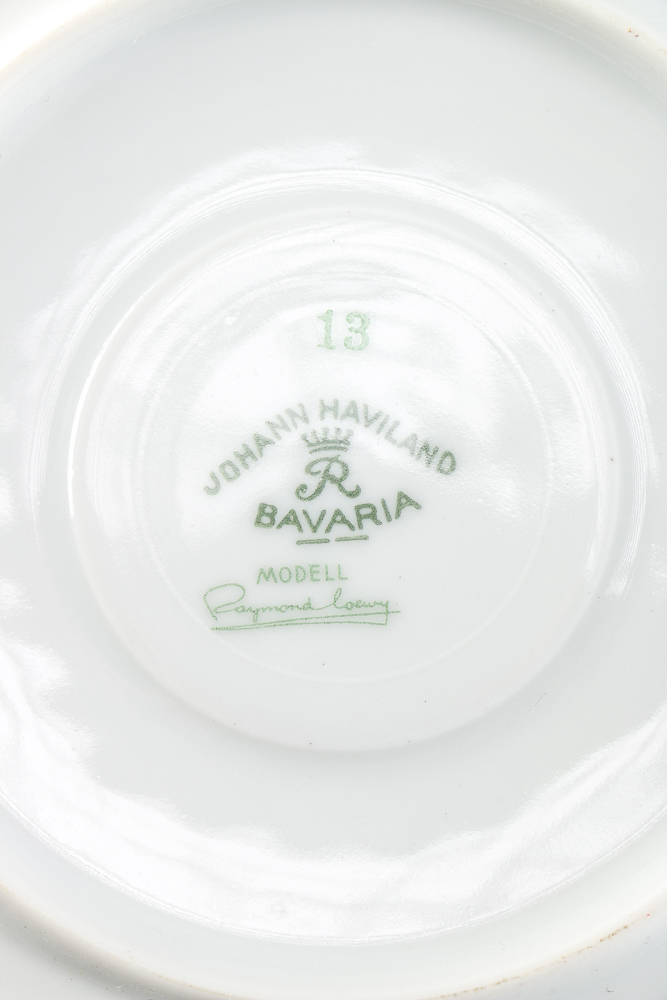 13
JOHANN HAVILAND
R
BAVARIA
MODELL
Raymond Loewy